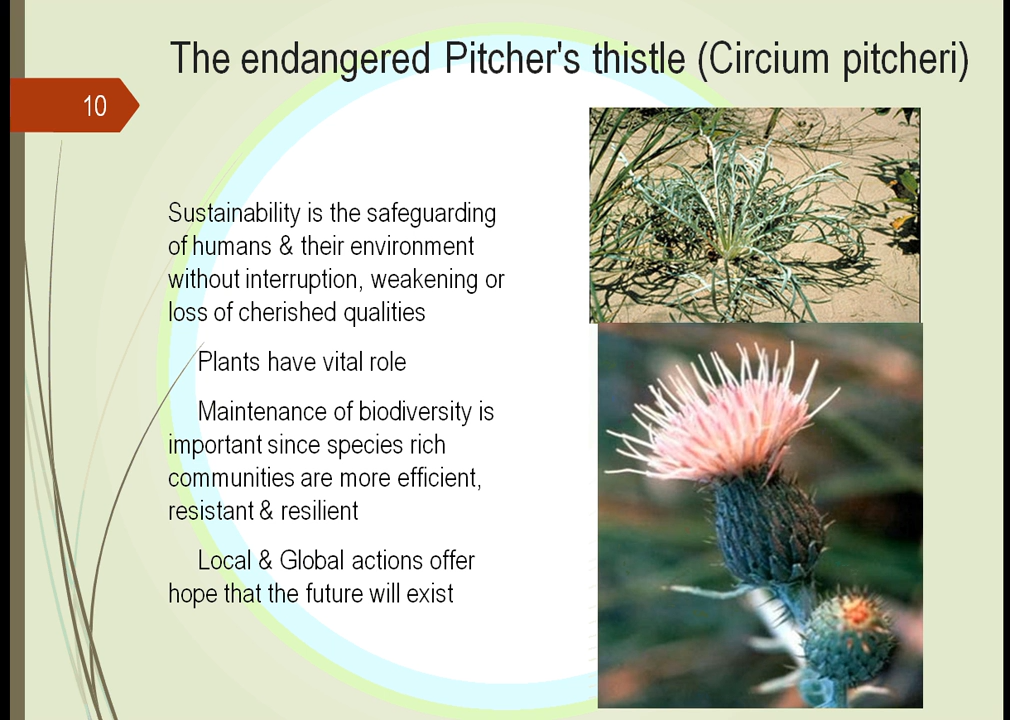 The endangered Pitcher's thistle (Circium pitcheri)
10
Sustainability is the safeguarding
of humans & their environment
without interruption, weakening or
loss of cherished qualities
Plants have vital role
Maintenance of biodiversity is
important since species rich
communities are more efficient,
resistant & resilient
Local & Global actions offer
hope that the future will exist